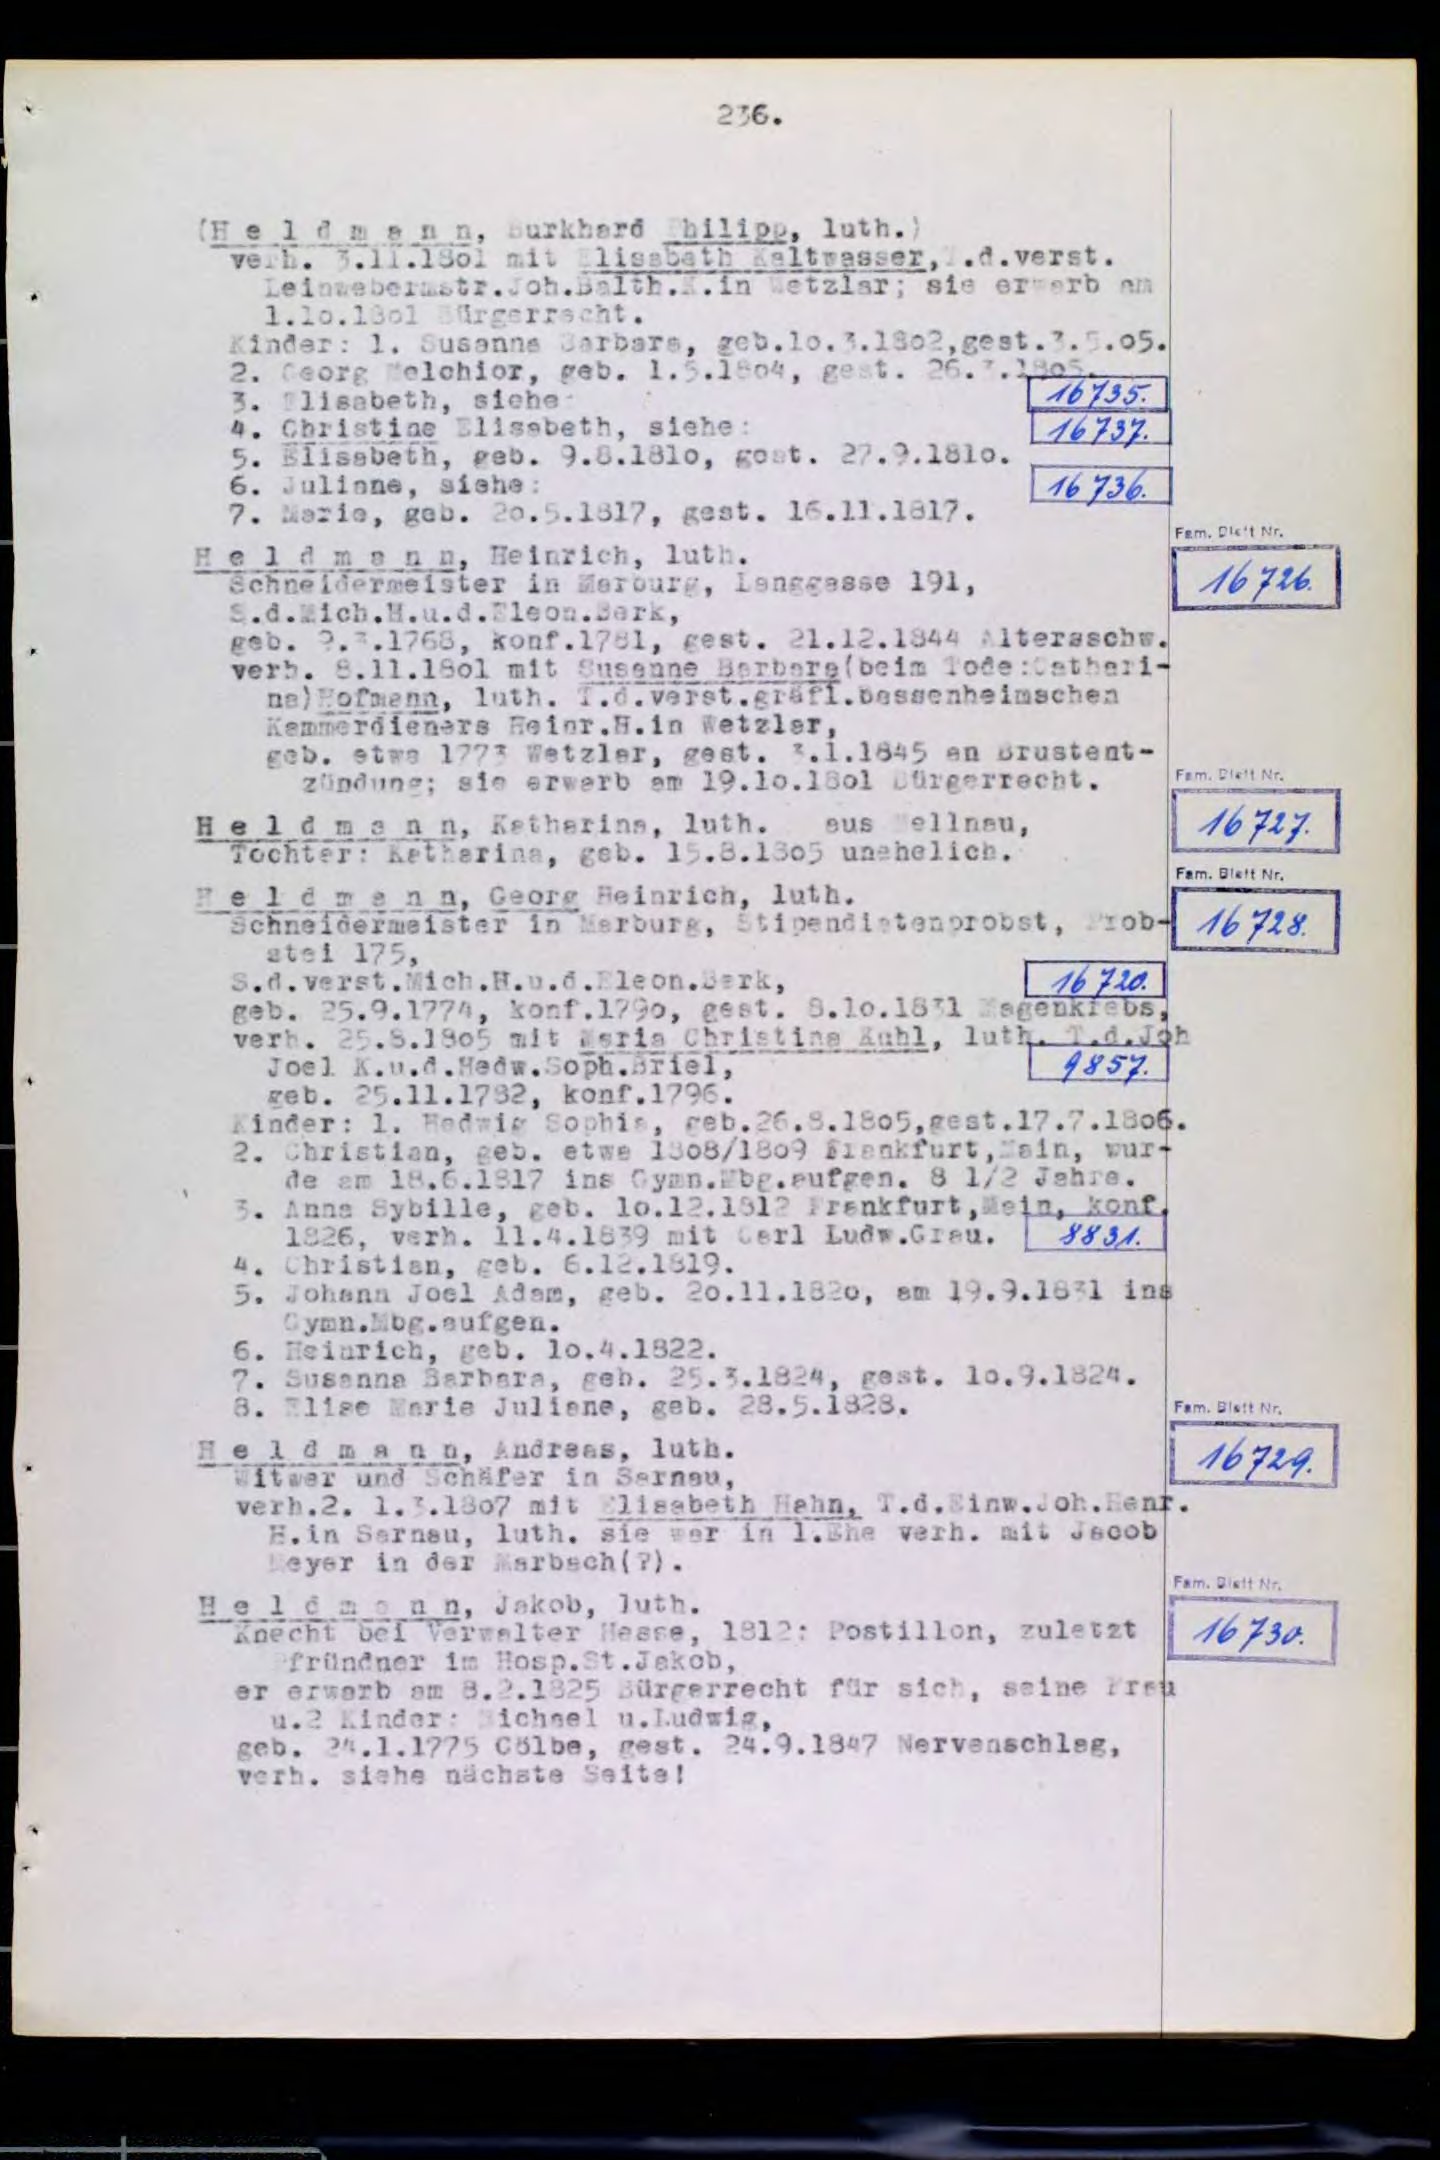 236.
(H e l d m a n n, Burkhard Philipp, luth.)
verh. 3.11.18o1 mit Elisabeth Kaltwasser, T.d.verst.
Leinwebermstr.Joh.Balth.K.in Wetzlar; sie erwarb am
1.1o.18o1 Bürgerrecht.
Kinder: 1. Susanna Barbara, geb.1o.3.18o2,gest.3.5.o5.
2. Georg Melchior, geb. 1.5.18o4, gest. 26.3.18o5.
3. Elisabeth, siehe: 16735.
4. Christine Elisabeth, siehe: 16737.
5. Elisabeth, geb. 9.8.181o, gest. 27.9.181o.
6. Juliane, siehe: 16736.
7. Marie, geb. 2o.5.1817, gest. 16.11.1817.
Fam. Blatt Nr.
H e l d m a n n, Heinrich, luth. 16726.
Schneidermeister in Marburg, Langgasse 191,
S.d.Mich.H.u.d.Eleon.Berk,
geb. .3.1768, konf.1781, gest. 21.12.1844 Altersschw.
verh. 8.11.18o1 mit Susanne Barbara(beim Tode:Cathari-
na)Hofmann, luth. T.d.verst.gräfl.bassenheimschen
Kammerdieners Heinr.H.in Wetzlar,
geb. etwa 1773 Wetzlar, gest. 3.1.1845 an Brustent-
zündung; sie erwarb am 19.1o.18o1 Bürgerrecht.
Fam. Blatt Nr.
H e l d m a n n, Katharina, luth. aus Mellnau, 16727.
Tochter: Katharina, geb. 15.8.18o5 unehelich.
Fam. Blatt Nr.
H e l d m a n n, Georg Heinrich, luth. 16728.
Schneidermeister in Marburg, Stipendiatenprobst, Prob-
stei 175,
S.d.verst.Mich.H.u.d.Eleon.Berk, 16720.
geb. 25.9.1774, konf.179o, gest. 8.1o.1831 Magenkrebs,
verh. 25.8.18o5 mit Maria Christina Kuhl, luth. T.d.Joh
Joel K.u.d.Hedw.Soph.Briel, 9857.
geb. 25.11.1782, konf.1796.
Kinder: 1. Hedwig Sophia, geb.26.8.18o5,gest.17.7.18o6.
2. Christian, geb. etwa 18o8/18o9 Frankfurt,Main, wur-
de am 18.6.1817 ins Gymn.Mbg.aufgen. 8 1/2 Jahre.
3. Anna Sybille, geb. 1o.12.1812 Frankfurt,Main, konf.
1826, verh. 11.4.1839 mit Carl Ludw.Grau. 8831.
4. Christian, geb. 6.12.1819.
5. Johann Joel Adam, geb. 2o.11.182o, am 19.9.1831 ins
Gymn.Mbg.aufgen.
6. Heinrich, geb. 1o.4.1822.
7. Susanna Barbara, geb. 25.3.1824, gest. 1o.9.1824.
8. Elise Marie Juliane, geb. 28.5.1828.
Fam. Blatt Nr.
H e l d m a n n, Andreas, luth. 16729.
Witwer und Schäfer in Sarnau,
verh.2. 1.3.18o7 mit Elisabeth Hahn, T.d.Einw.Joh.Henr.
H.in Sarnau, luth. sie war in 1.Ehe verh. mit Jacob
Meyer in der Marbach(?).
Fam. Blatt Nr.
H e l d m a n n, Jakob, luth. 16730.
Knecht bei Verwalter Hesse, 1812: Postillon, zuletzt
Pfründner im Hosp.St.Jakob,
er erwarb am 8.2.1825 Bürgerrecht für sich, seine Frau
u.2 Kinder: Michael u.Ludwig,
geb. 24.1.1775 Cölbe, gest. 24.9.1847 Nervenschlag,
verh. siehe nächste Seite!